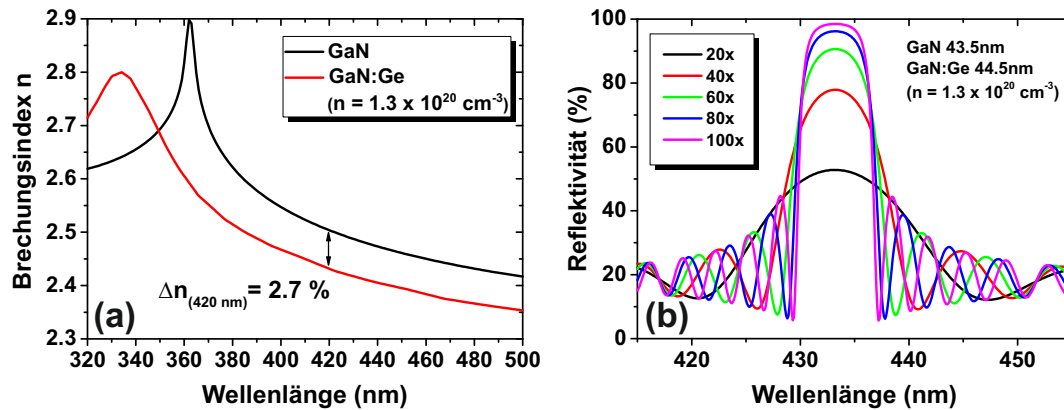 2.9
2.8
2.7
2.6
2.5
2.4
2.3
320 340 360 380 400 420 440 460 480 500
Brechungsindex n
Wellenlänge (nm)
GaN
GaN:Ge
(n = 1.3 x 10²⁰ cm⁻³)
Δn(420 nm) = 2.7 %
(a)
100
80
60
40
20
0
420 430 440 450
Reflektivität (%)
Wellenlänge (nm)
20x
40x
60x
80x
100x
GaN 43.5nm
GaN:Ge 44.5nm
(n = 1.3 x 10²⁰ cm⁻³)
(b)